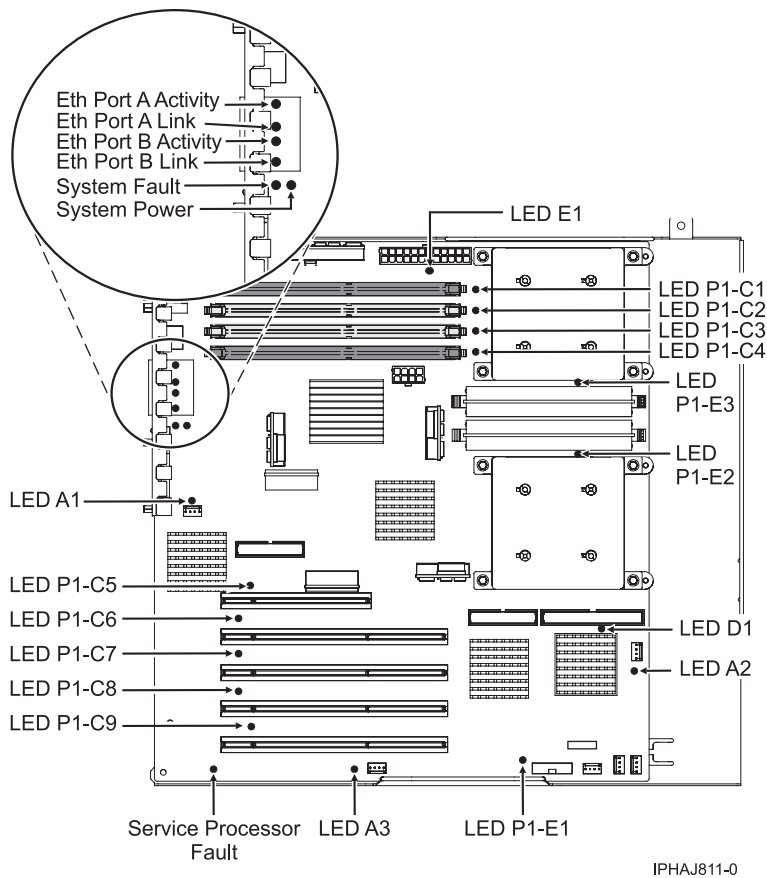 Eth Port A Activity
Eth Port A Link
Eth Port B Activity
Eth Port B Link
System Fault
System Power
LED E1
LED P1-C1
LED P1-C2
LED P1-C3
LED P1-C4
LED
P1-E3
LED
P1-E2
LED A1
LED P1-C5
LED P1-C6
LED P1-C7
LED P1-C8
LED P1-C9
LED D1
LED A2
Service Processor
Fault
LED A3
LED P1-E1
IPHAJ811-0